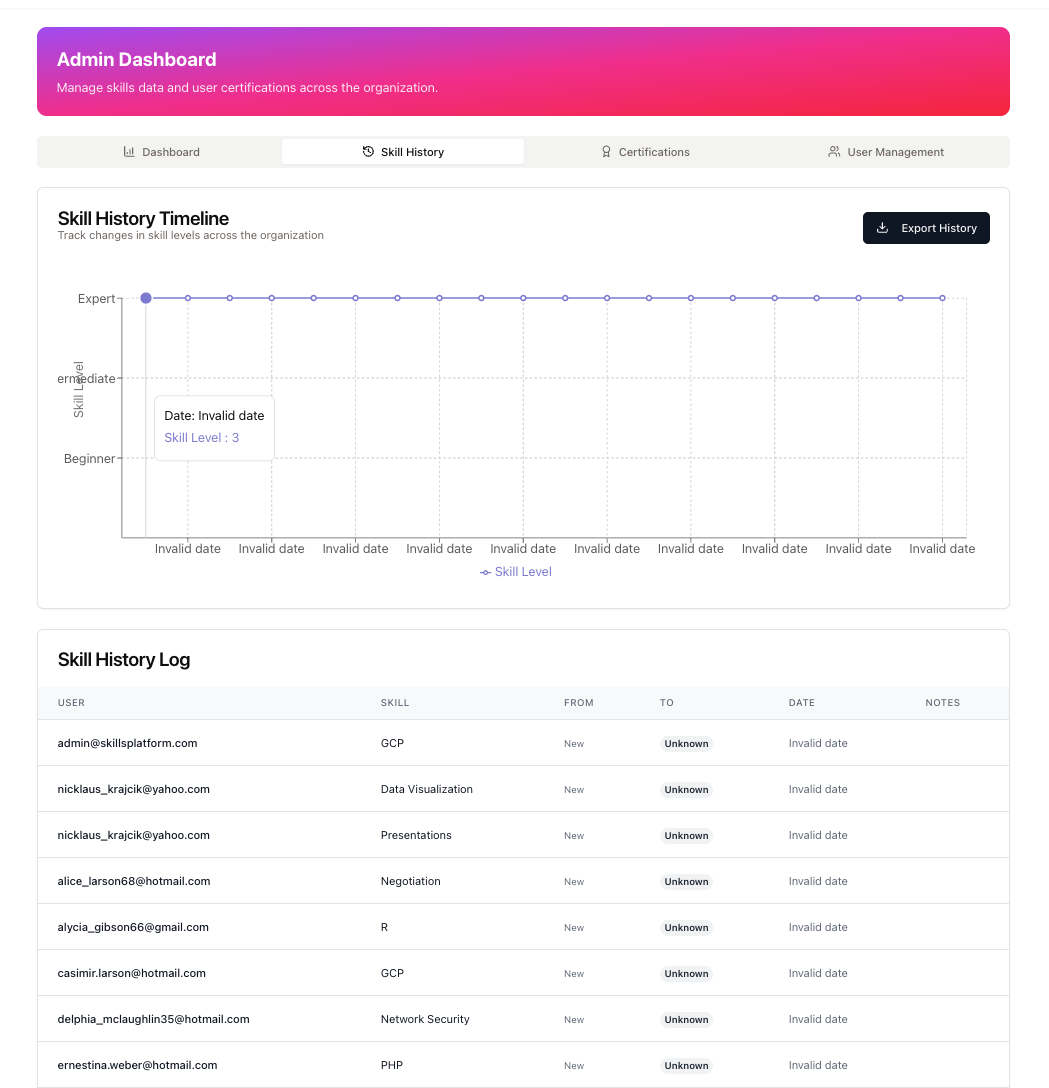 Admin Dashboard
Manage skills data and user certifications across the organization.
Dashboard
Skill History
Certifications
User Management
Skill History Timeline
Track changes in skill levels across the organization
Export History
Expert
ermediate
Beginner
Skill Level
Date: Invalid date
Skill Level : 3
Invalid date Invalid date Invalid date Invalid date Invalid date Invalid date Invalid date Invalid date Invalid date Invalid date
Skill Level
Skill History Log
USER SKILL FROM TO DATE NOTES
admin@skillsplatform.com GCP New Unknown Invalid date
nicklaus_krajcik@yahoo.com Data Visualization New Unknown Invalid date
nicklaus_krajcik@yahoo.com Presentations New Unknown Invalid date
alice_larson68@hotmail.com Negotiation New Unknown Invalid date
alycia_gibson66@gmail.com R New Unknown Invalid date
casimir.larson@hotmail.com GCP New Unknown Invalid date
delphia_mclaughlin35@hotmail.com Network Security New Unknown Invalid date
ernestina.weber@hotmail.com PHP New Unknown Invalid date